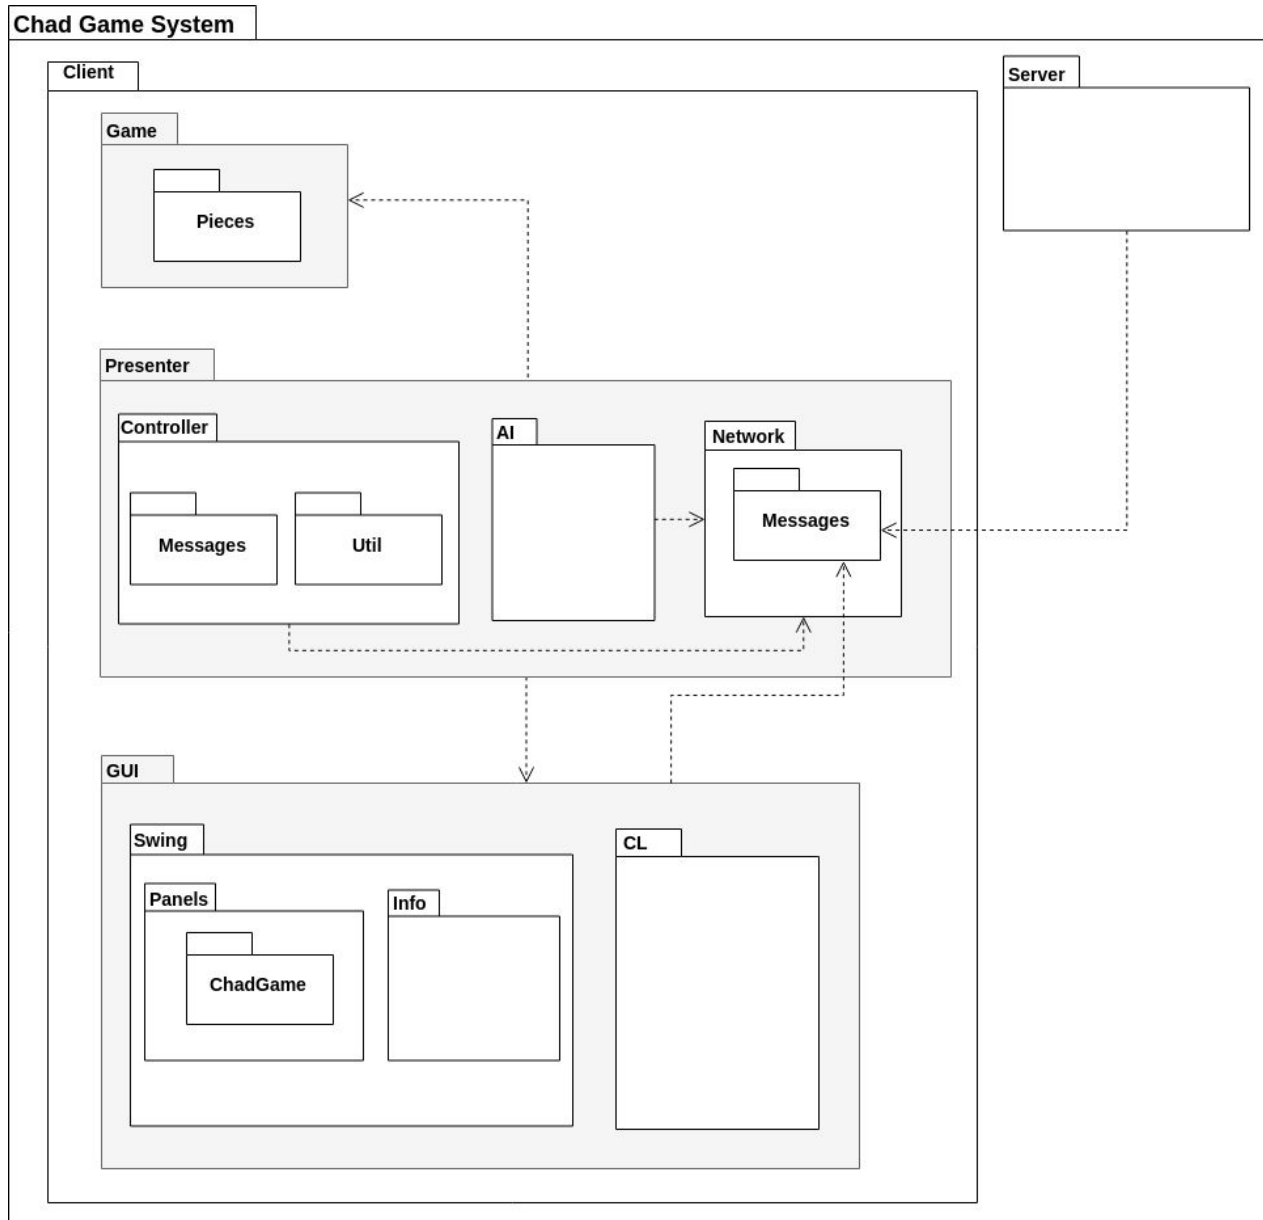 Chad Game System
Client
Server
Game
Pieces
Presenter
Controller
AI
Network
Messages
Util
Messages
GUI
Swing
CL
Panels
Info
ChadGame